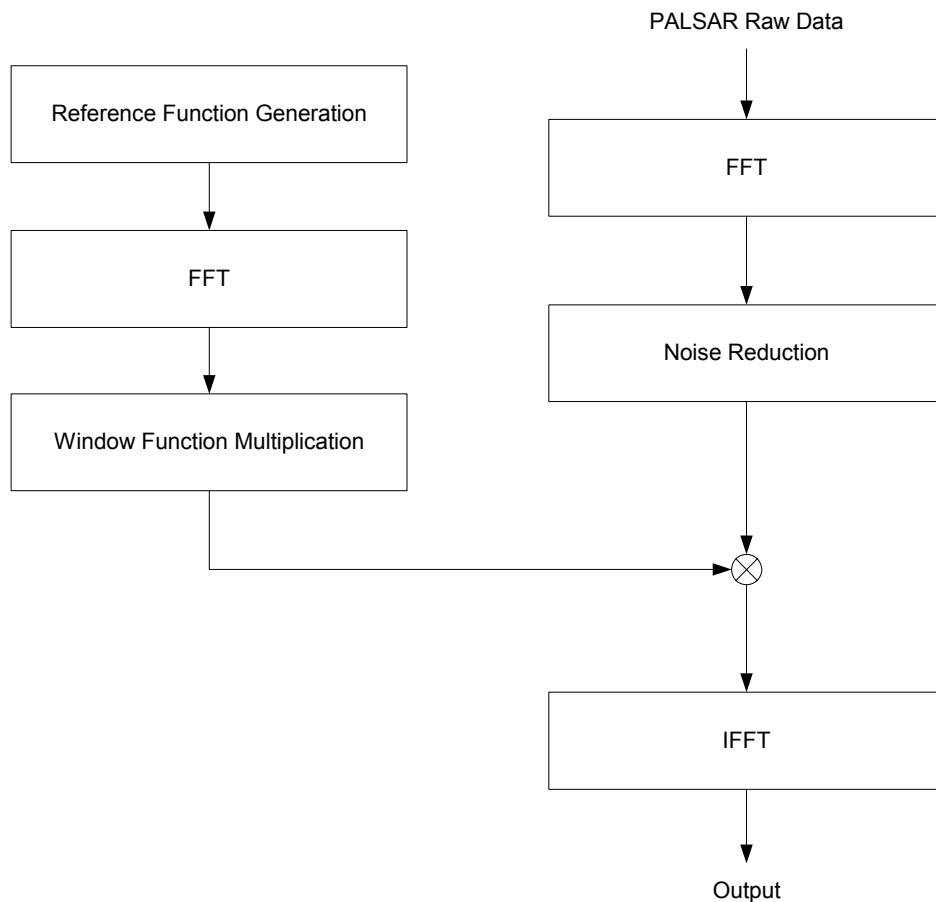 PALSAR Raw Data
Reference Function Generation
FFT
FFT
Noise Reduction
Window Function Multiplication
IFFT
Output